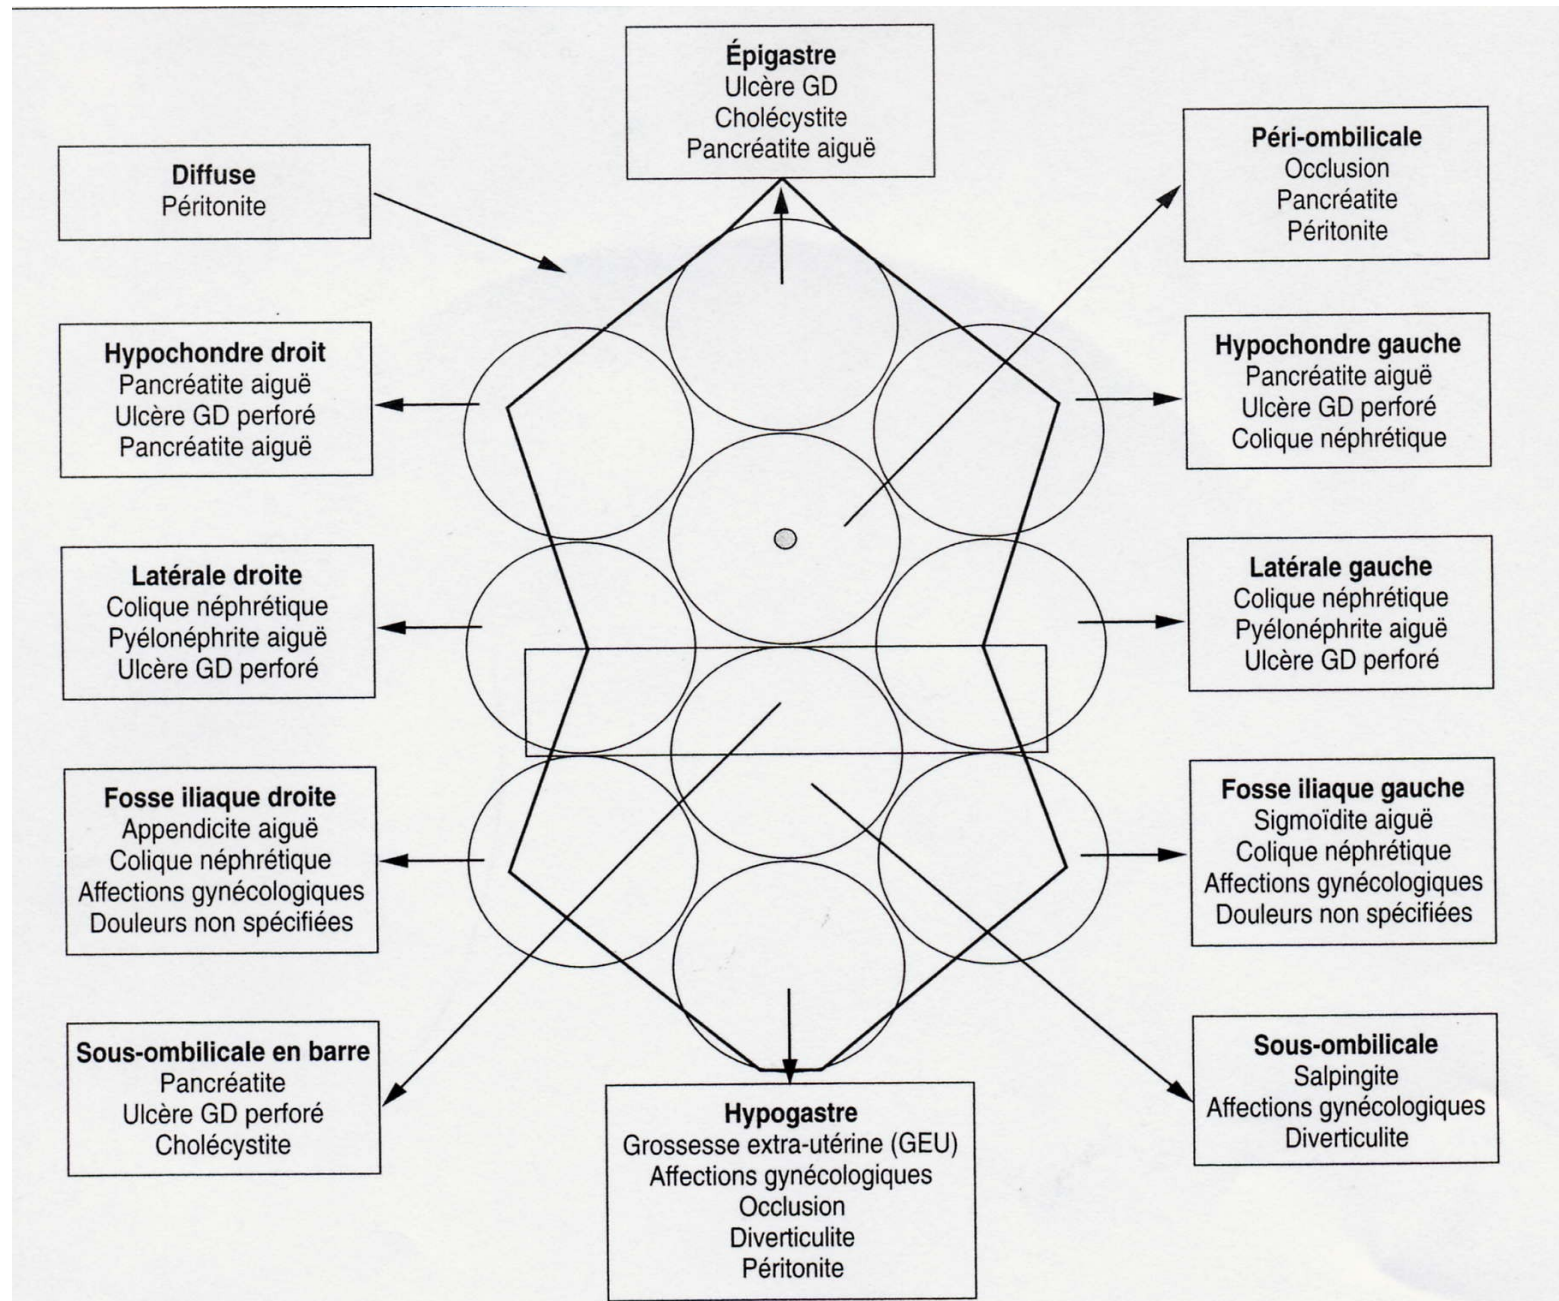 Épigastre
Ulcère GD
Cholécystite
Pancréatite aiguë
Diffuse
Péritonite
Péri-ombilicale
Occlusion
Pancréatite
Péritonite
Hypochondre droit
Pancréatite aiguë
Ulcère GD perforé
Pancréatite aiguë
Hypochondre gauche
Pancréatite aiguë
Ulcère GD perforé
Colique néphrétique
Latérale droite
Colique néphrétique
Pyélonéphrite aiguë
Ulcère GD perforé
Latérale gauche
Colique néphrétique
Pyélonéphrite aiguë
Ulcère GD perforé
Fosse iliaque droite
Appendicite aiguë
Colique néphrétique
Affections gynécologiques
Douleurs non spécifiées
Fosse iliaque gauche
Sigmoïdite aiguë
Colique néphrétique
Affections gynécologiques
Douleurs non spécifiées
Sous-ombilicale en barre
Pancréatite
Ulcère GD perforé
Cholécystite
Hypogastre
Grossesse extra-utérine (GEU)
Affections gynécologiques
Occlusion
Diverticulite
Péritonite
Sous-ombilicale
Salpingite
Affections gynécologiques
Diverticulite